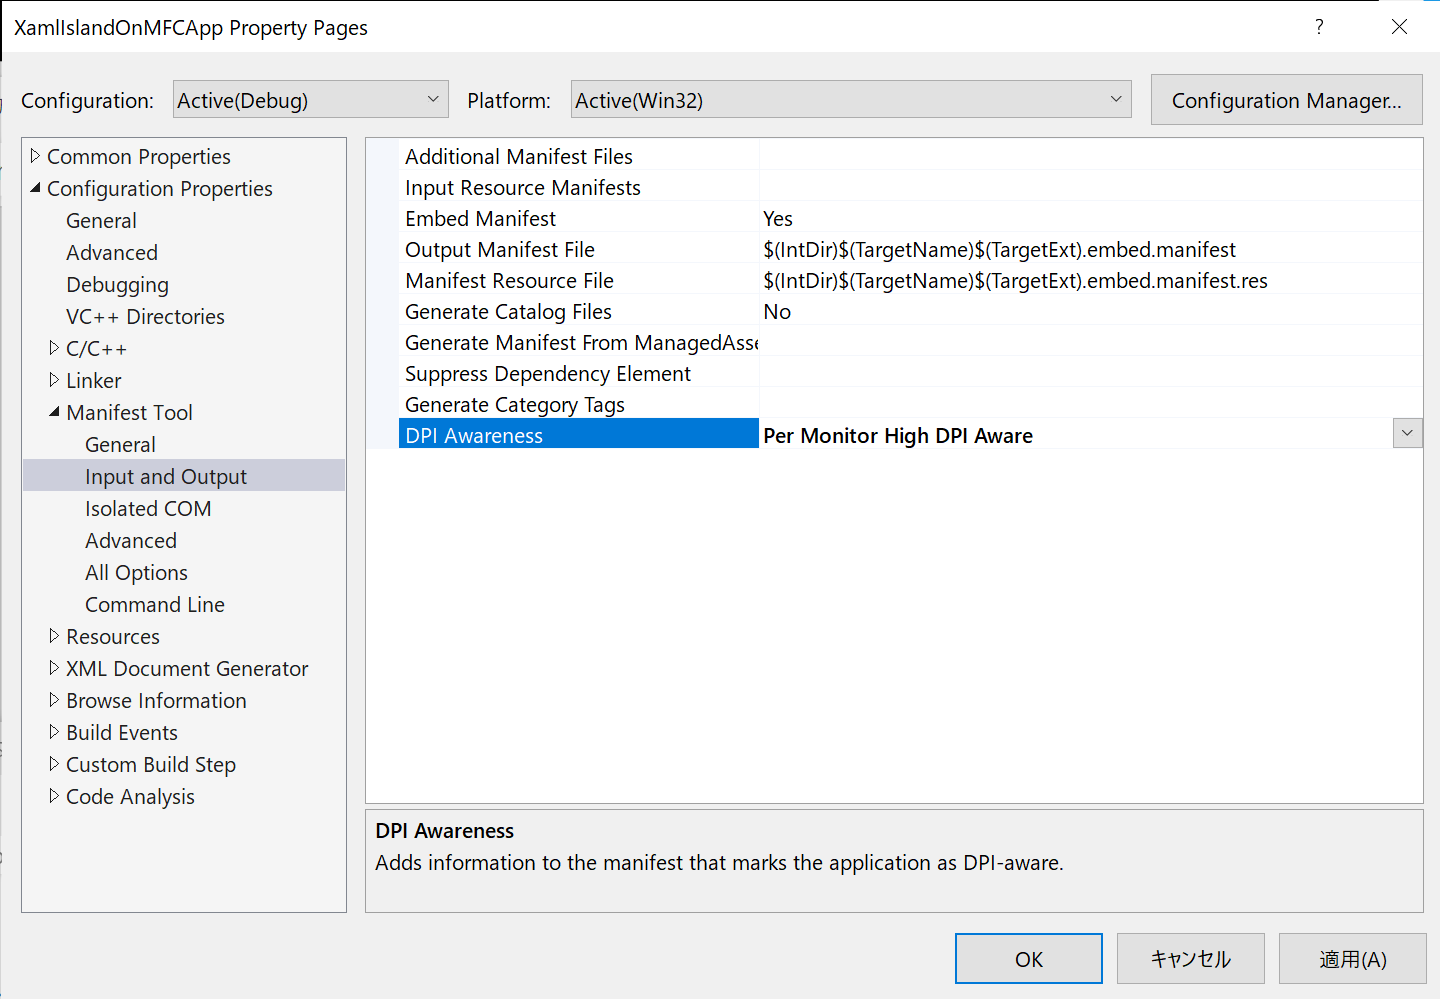 XamlIslandOnMFCApp Property Pages
?
Configuration: Active(Debug) Platform: Active(Win32) Configuration Manager...
Common Properties
Configuration Properties
General
Advanced
Debugging
VC++ Directories
C/C++
Linker
Manifest Tool
General
Input and Output
Isolated COM
Advanced
All Options
Command Line
Resources
XML Document Generator
Browse Information
Build Events
Custom Build Step
Code Analysis
Additional Manifest Files
Input Resource Manifests
Embed Manifest Yes
Output Manifest File $(IntDir)$(TargetName)$(TargetExt).embed.manifest
Manifest Resource File $(IntDir)$(TargetName)$(TargetExt).embed.manifest.res
Generate Catalog Files No
Generate Manifest From ManagedAsse
Suppress Dependency Element
Generate Category Tags
DPI Awareness Per Monitor High DPI Aware
DPI Awareness
Adds information to the manifest that marks the application as DPI-aware.
OK キャンセル 適用(A)